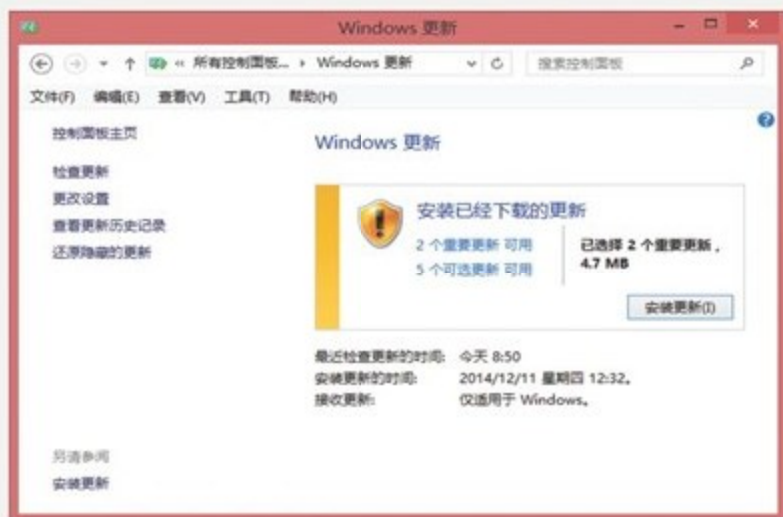 Windows 更新
« 所有控制面板... › Windows 更新
搜索控制面板
文件(F) 编辑(E) 查看(V) 工具(T) 帮助(H)
控制面板主页
检查更新
更改设置
查看更新历史记录
还原隐藏的更新
Windows 更新
安装已经下载的更新
2 个重要更新 可用
5 个可选更新 可用
已选择 2 个重要更新，
4.7 MB
安装更新(I)
最近检查更新的时间: 今天 8:50
安装更新的时间: 2014/12/11 星期四 12:32。
接收更新: 仅适用于 Windows。
另请参阅
安装更新